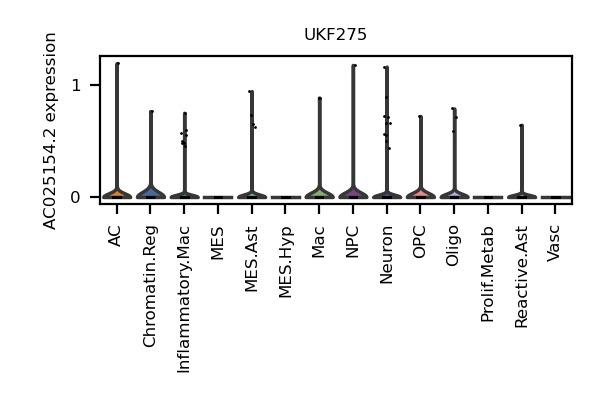 UKF275
AC025154.2 expression
1
0
AC
Chromatin.Reg
Inflammatory.Mac
MES
MES.Ast
MES.Hyp
Mac
NPC
Neuron
OPC
Oligo
Prolif.Metab
Reactive.Ast
Vasc